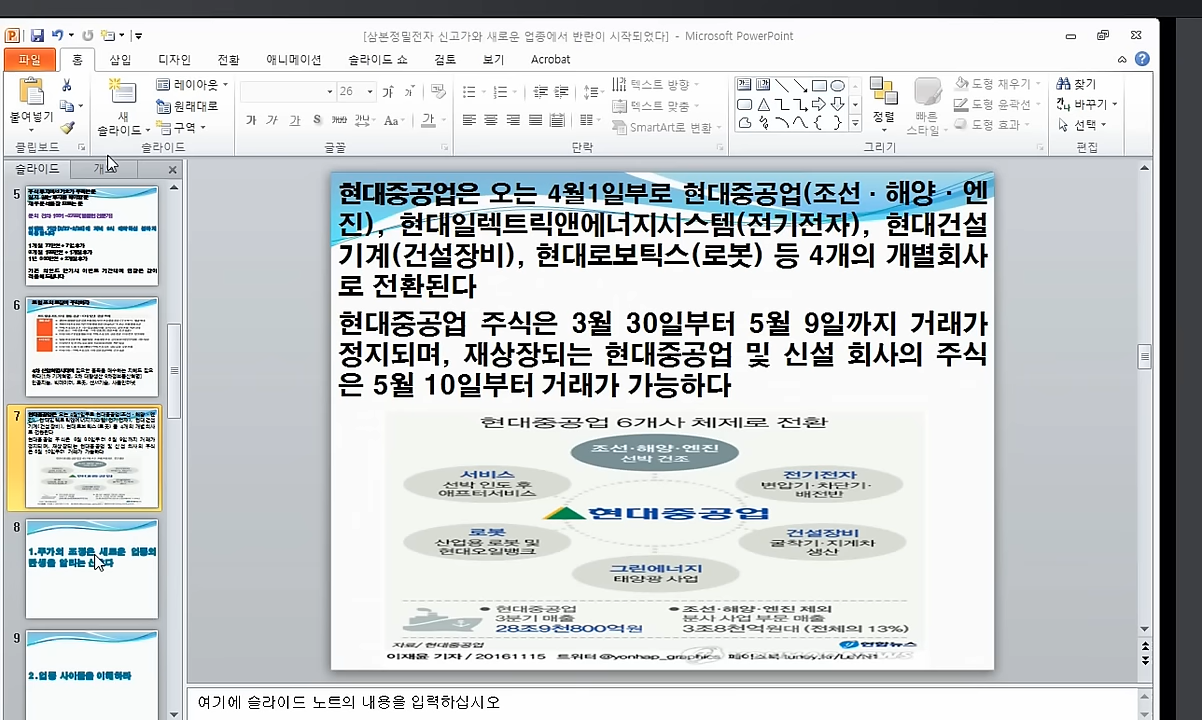 [삼본정밀전자 신고가와 새로운 업종에서 반란이 시작되었다] - Microsoft PowerPoint
파일 홈 삽입 디자인 전환 애니메이션 슬라이드 쇼 검토 보기 Acrobat
붙여넣기
클립보드
새 슬라이드
레이아웃
원래대로
구역
슬라이드
26
가 가 가 S 가나 Aa 가
글꼴
텍스트 방향
텍스트 맞춤
SmartArt로 변환
단락
정렬
빠른 스타일
도형 채우기
도형 윤곽선
도형 효과
그리기
찾기
바꾸기
선택
편집
슬라이드
5
6
7
8
1.주가의 조정은 새로운 업종의
9
2.업종 사이클을 이해하라
현대중공업은 오는 4월1일부로 현대중공업(조선 · 해양 · 엔
진), 현대일렉트릭앤에너지시스템(전기전자), 현대건설
기계(건설장비), 현대로보틱스(로봇) 등 4개의 개별회사
로 전환된다
현대중공업 주식은 3월 30일부터 5월 9일까지 거래가
정지되며, 재상장되는 현대중공업 및 신설 회사의 주식
은 5월 10일부터 거래가 가능하다
현대중공업 6개사 체제로 전환
조선·해양·엔진
선박 건조
서비스
선박 인도 후
애프터서비스
전기전자
변압기·차단기·
배전반
현대중공업
로봇
산업용 로봇 및
현대오일뱅크
건설장비
굴착기·지게차
생산
그린에너지
태양광 사업
● 현대중공업
3분기 매출
28조9천800억원
● 조선·해양·엔진 제외
분사 사업 부문 매출
3조8천억원대 (전체의 13%)
자료/ 현대중공업
연합뉴스
이재윤 기자 / 20161115 트위터 @yonhap_graphics
여기에 슬라이드 노트의 내용을 입력하십시오